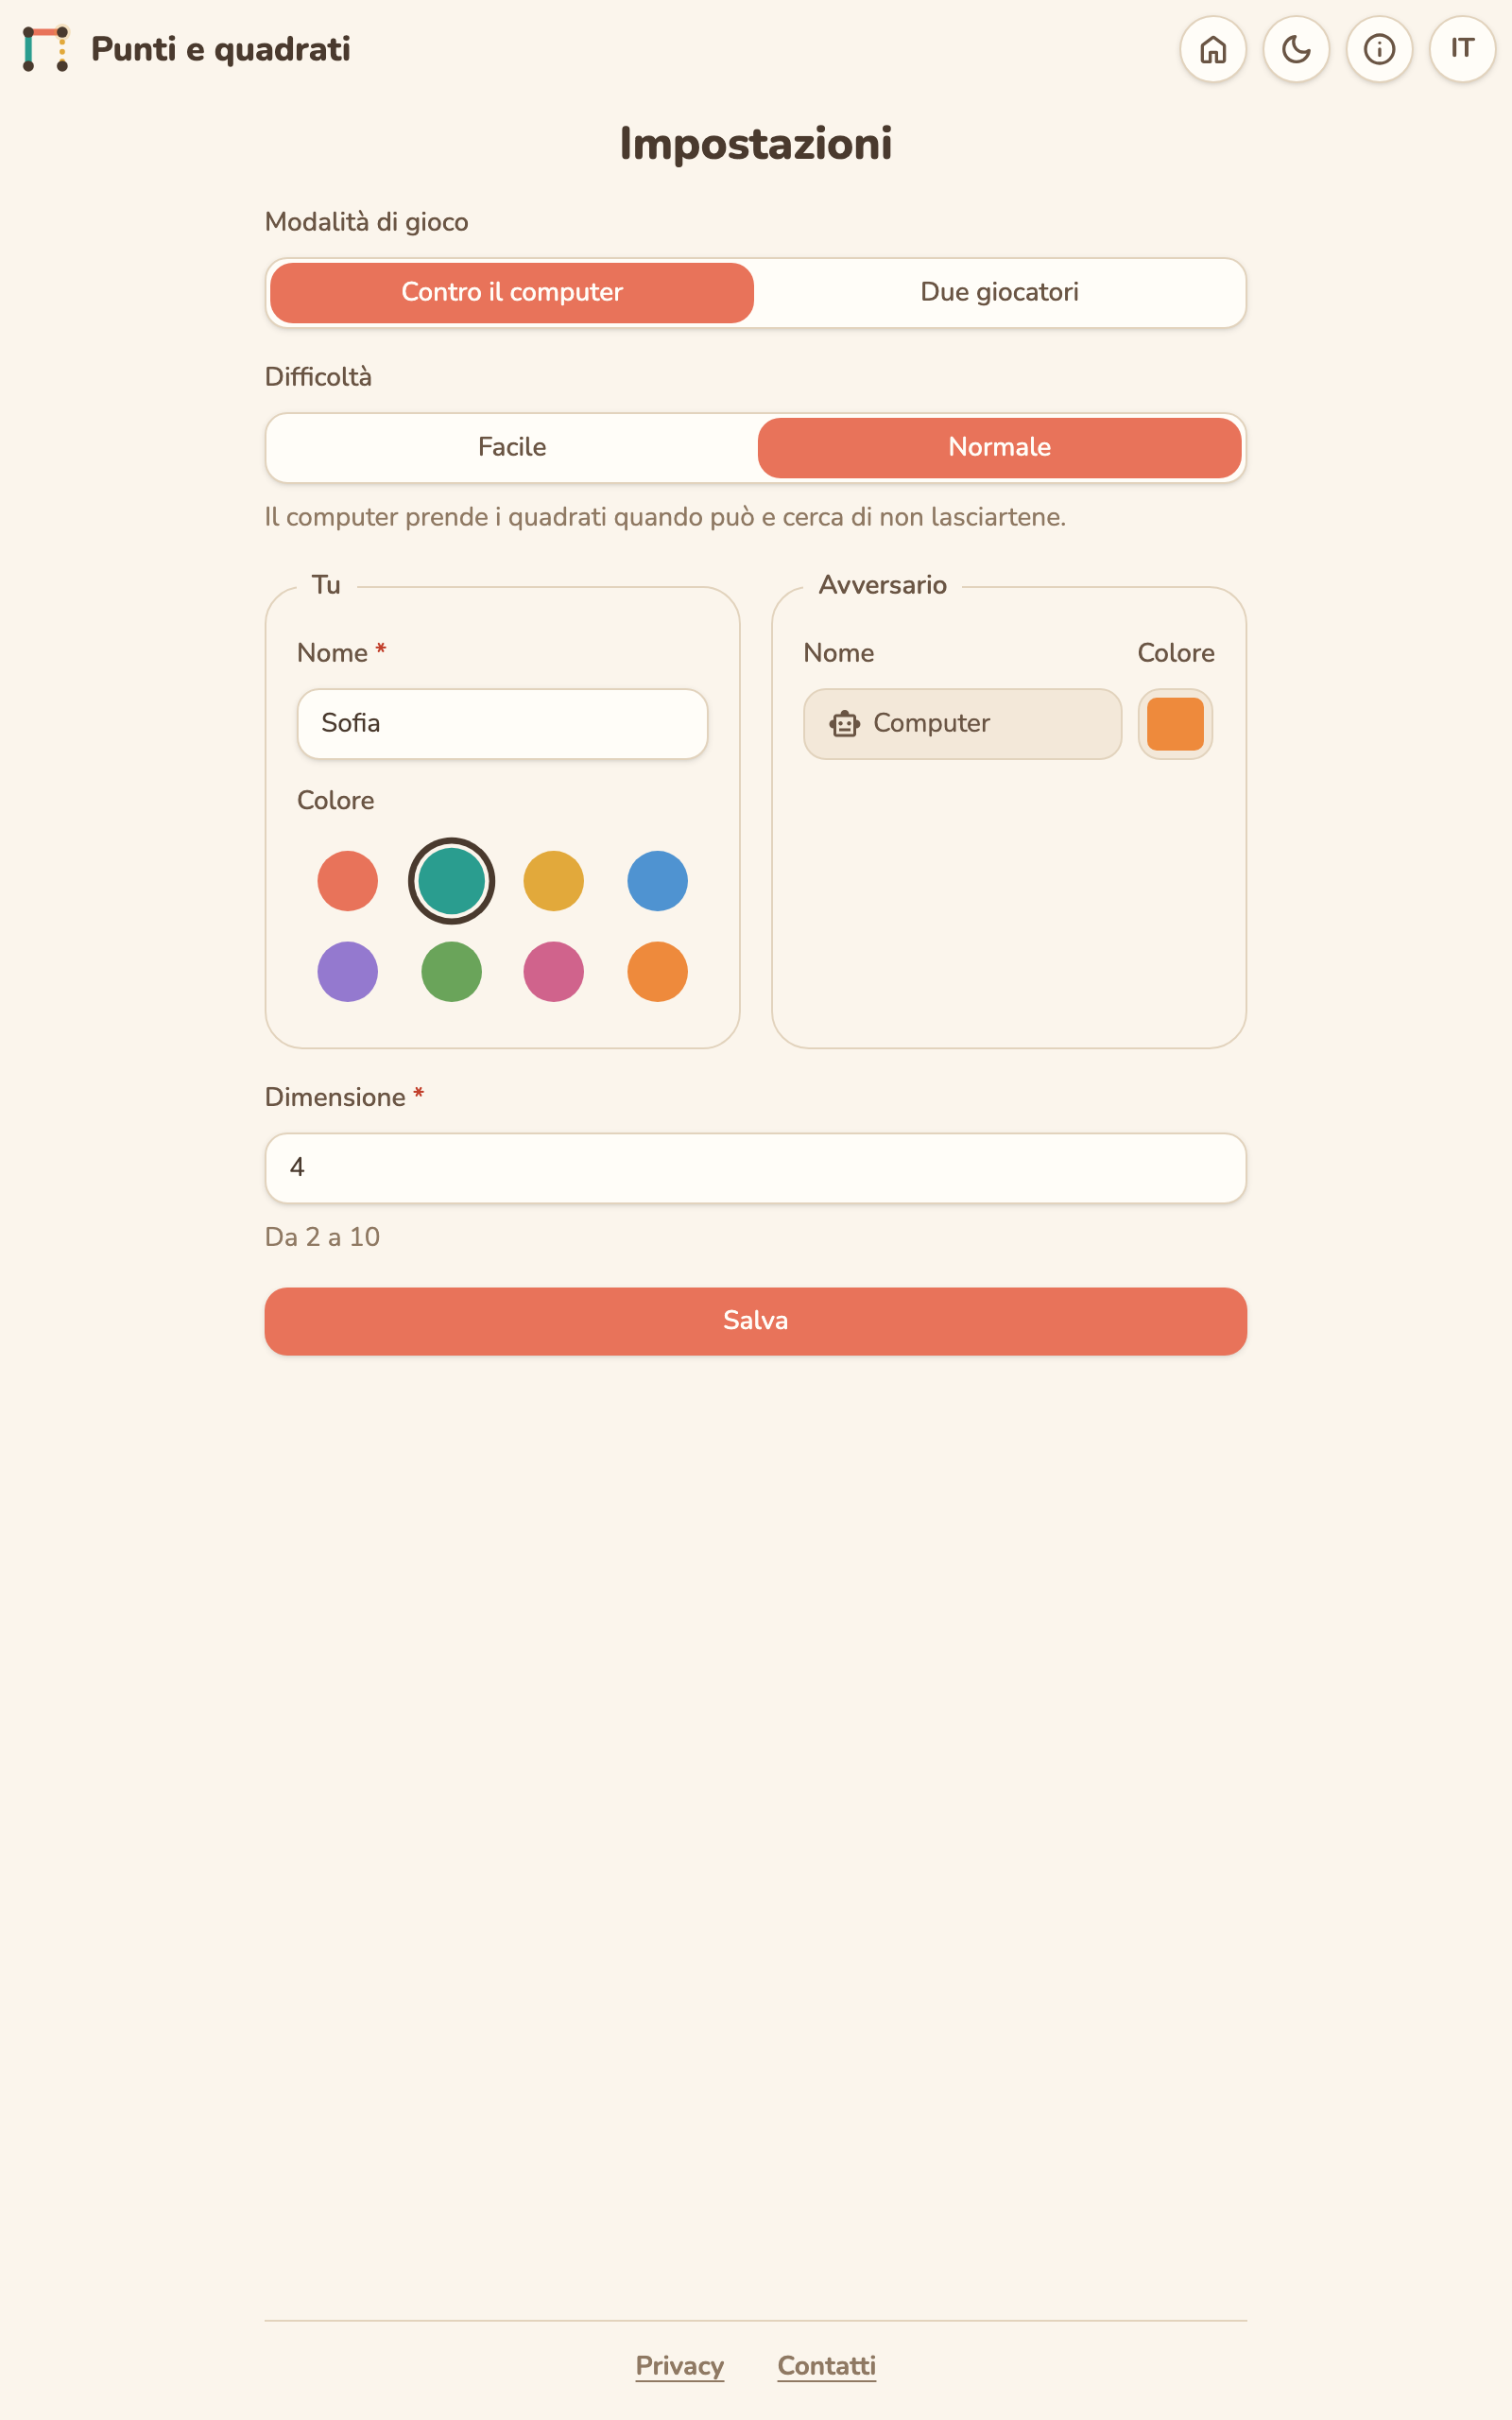 Punti e quadrati
IT
Impostazioni
Modalità di gioco
Contro il computer
Due giocatori
Difficoltà
Facile
Normale
Il computer prende i quadrati quando può e cerca di non lasciartene.
Tu
Nome *
Sofia
Colore
Avversario
Nome
Colore
Computer
Dimensione *
4
Da 2 a 10
Salva
Privacy
Contatti